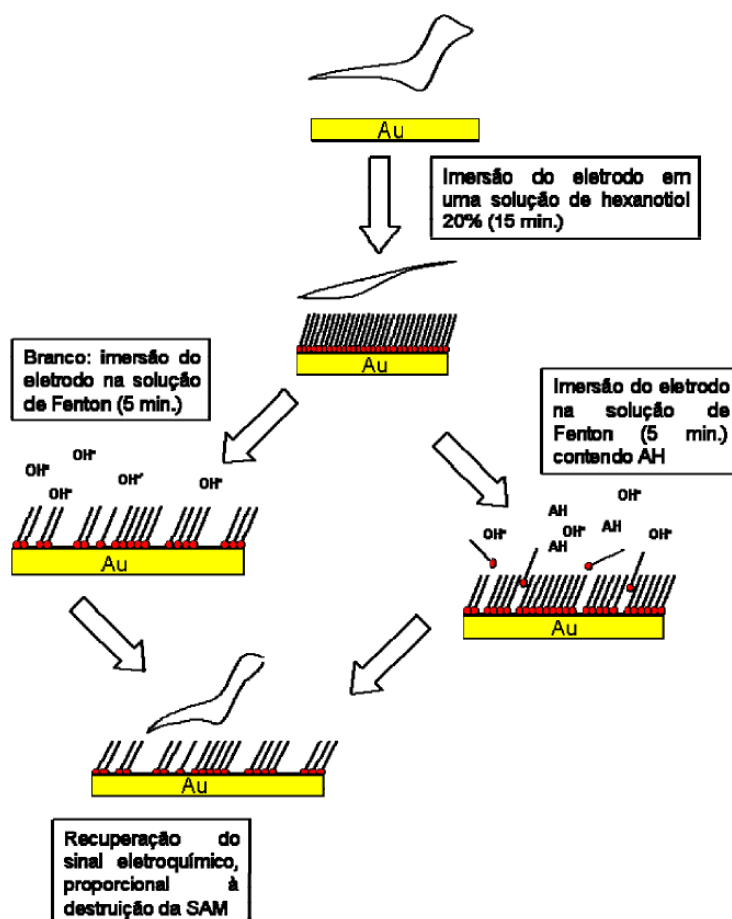 Au
Imersão do eletrodo em
uma solução de hexanotiol
20% (15 min.)
Au
Branco: imersão do
eletrodo na solução
de Fenton (5 min.)
Imersão do eletrodo
na solução de
Fenton (5 min.)
contendo AH
OH•
OH•
OH•
OH•
OH•
Au
OH•
AH
OH•
OH•
AH
OH•
AH
Au
Au
Recuperação do
sinal eletroquímico,
proporcional à
destruição da SAM